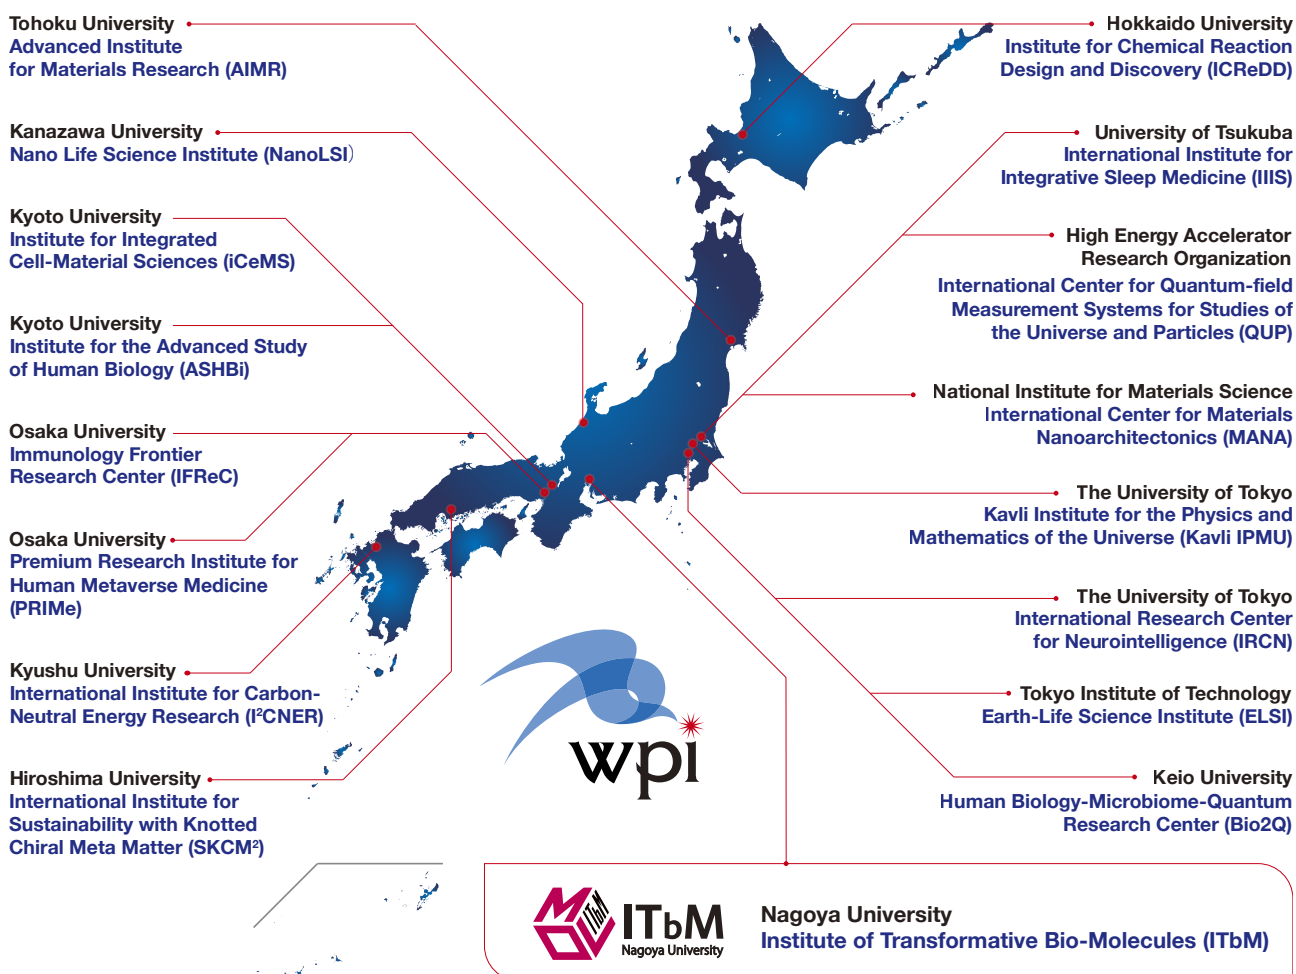 Tohoku University
Advanced Institute
for Materials Research (AIMR)
Kanazawa University
Nano Life Science Institute (NanoLSI)
Kyoto University
Institute for Integrated
Cell-Material Sciences (iCeMS)
Kyoto University
Institute for the Advanced Study
of Human Biology (ASHBi)
Osaka University
Immunology Frontier
Research Center (IFReC)
Osaka University
Premium Research Institute for
Human Metaverse Medicine
(PRIMe)
Kyushu University
International Institute for Carbon-
Neutral Energy Research (I²CNER)
Hiroshima University
International Institute for
Sustainability with Knotted
Chiral Meta Matter (SKCM²)
Hokkaido University
Institute for Chemical Reaction
Design and Discovery (ICReDD)
University of Tsukuba
International Institute for
Integrative Sleep Medicine (IIIS)
High Energy Accelerator
Research Organization
International Center for Quantum-field
Measurement Systems for Studies of
the Universe and Particles (QUP)
National Institute for Materials Science
International Center for Materials
Nanoarchitectonics (MANA)
The University of Tokyo
Kavli Institute for the Physics and
Mathematics of the Universe (Kavli IPMU)
The University of Tokyo
International Research Center
for Neurointelligence (IRCN)
Tokyo Institute of Technology
Earth-Life Science Institute (ELSI)
Keio University
Human Biology-Microbiome-Quantum
Research Center (Bio2Q)
wpi
ITbM
ITbM
Nagoya University
Nagoya University
Institute of Transformative Bio-Molecules (ITbM)